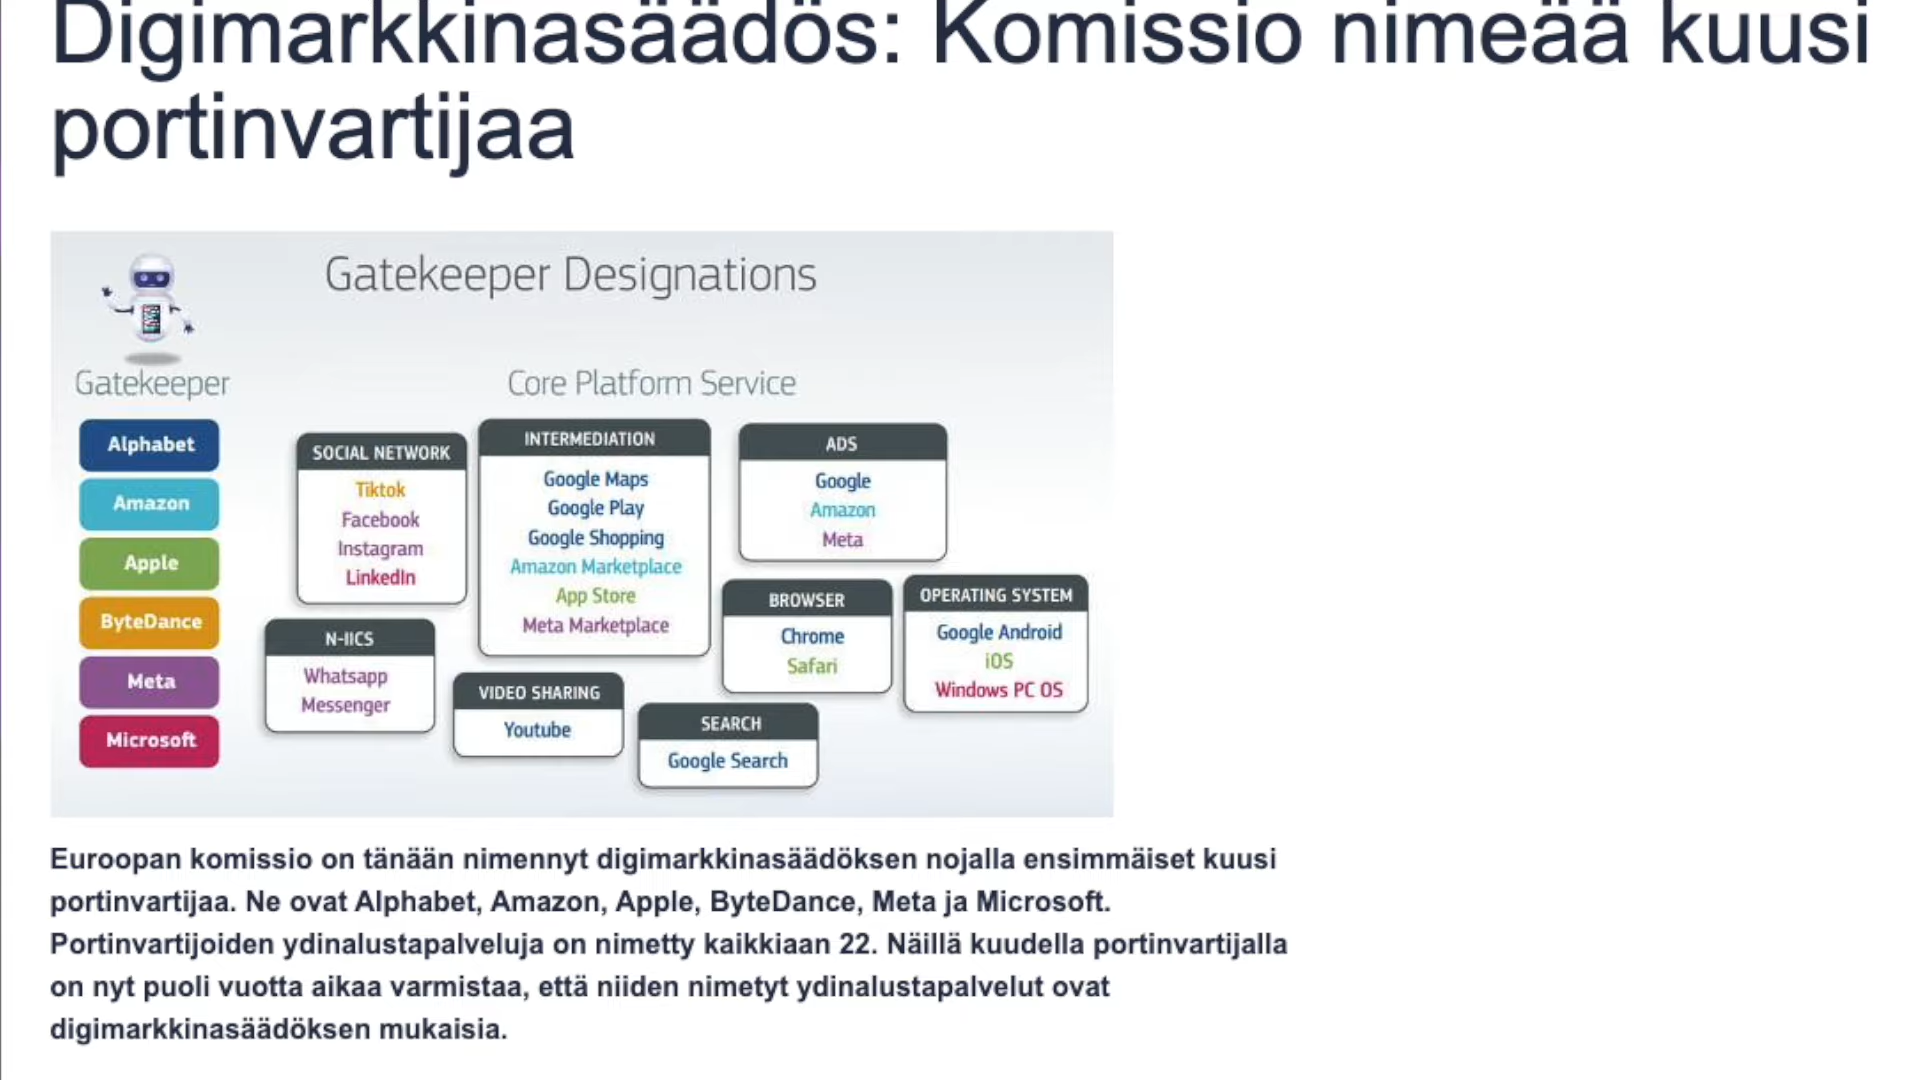 Digimarkkinasäädös: Komissio nimeää kuusi
portinvartijaa
Gatekeeper Designations
Gatekeeper
Core Platform Service
Alphabet
Amazon
Apple
ByteDance
Meta
Microsoft
SOCIAL NETWORK
Tiktok
Facebook
Instagram
LinkedIn
INTERMEDIATION
Google Maps
Google Play
Google Shopping
Amazon Marketplace
App Store
Meta Marketplace
ADS
Google
Amazon
Meta
N-IICS
Whatsapp
Messenger
VIDEO SHARING
Youtube
SEARCH
Google Search
BROWSER
Chrome
Safari
OPERATING SYSTEM
Google Android
iOS
Windows PC OS
Euroopan komissio on tänään nimennyt digimarkkinasäädöksen nojalla ensimmäiset kuusi
portinvartijaa. Ne ovat Alphabet, Amazon, Apple, ByteDance, Meta ja Microsoft.
Portinvartijoiden ydinalustapalveluja on nimetty kaikkiaan 22. Näillä kuudella portinvartijalla
on nyt puoli vuotta aikaa varmistaa, että niiden nimetyt ydinalustapalvelut ovat
digimarkkinasäädöksen mukaisia.